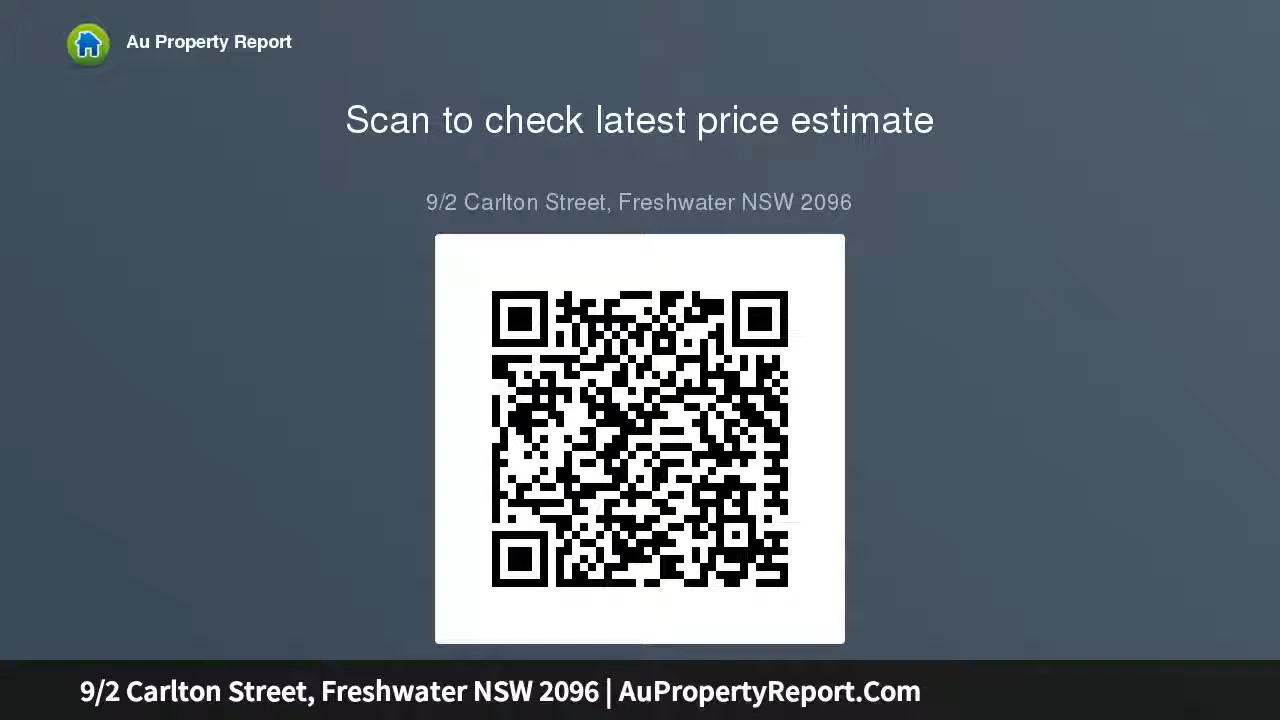 Au Property Report
Scan to check latest price estimate
9/2 Carlton Street, Freshwater NSW 2096
9/2 Carlton Street, Freshwater NSW 2096 | AuPropertyReport.Com